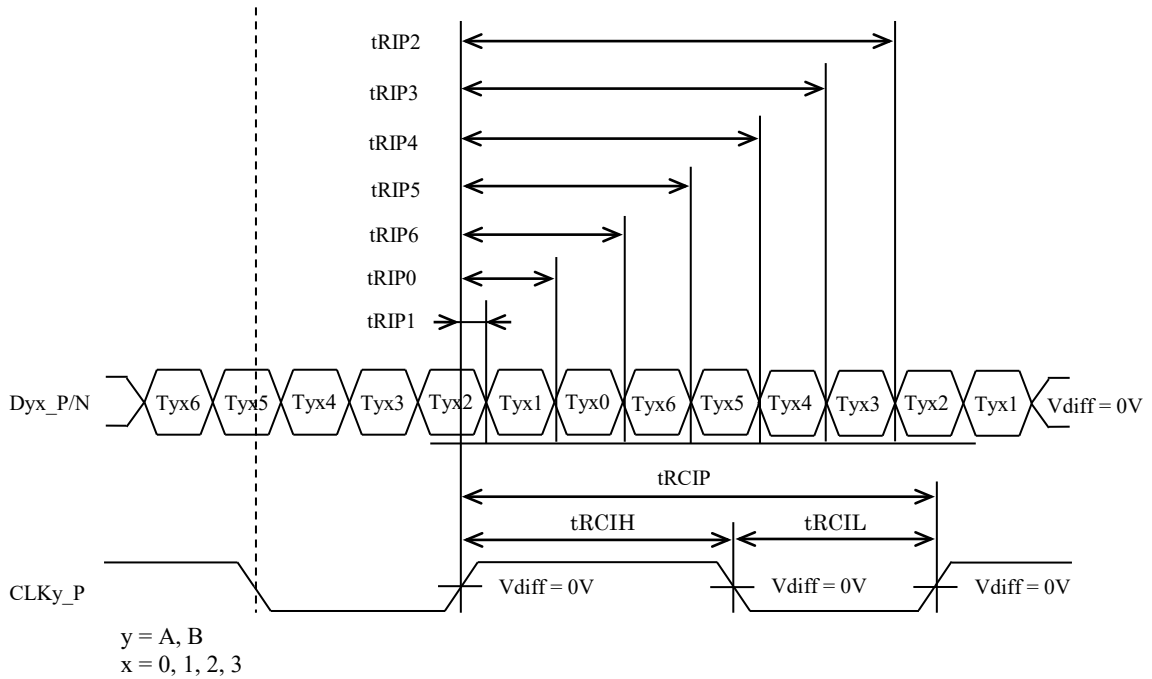 tRIP2
tRIP3
tRIP4
tRIP5
tRIP6
tRIP0
tRIP1
Dyx_P/N Tyx6 Tyx5 Tyx4 Tyx3 Tyx2 Tyx1 Tyx0 Tyx6 Tyx5 Tyx4 Tyx3 Tyx2 Tyx1 Vdiff = 0V
tRCIP
tRCIH tRCIL
CLKy_P Vdiff = 0V Vdiff = 0V Vdiff = 0V
y = A, B
x = 0, 1, 2, 3